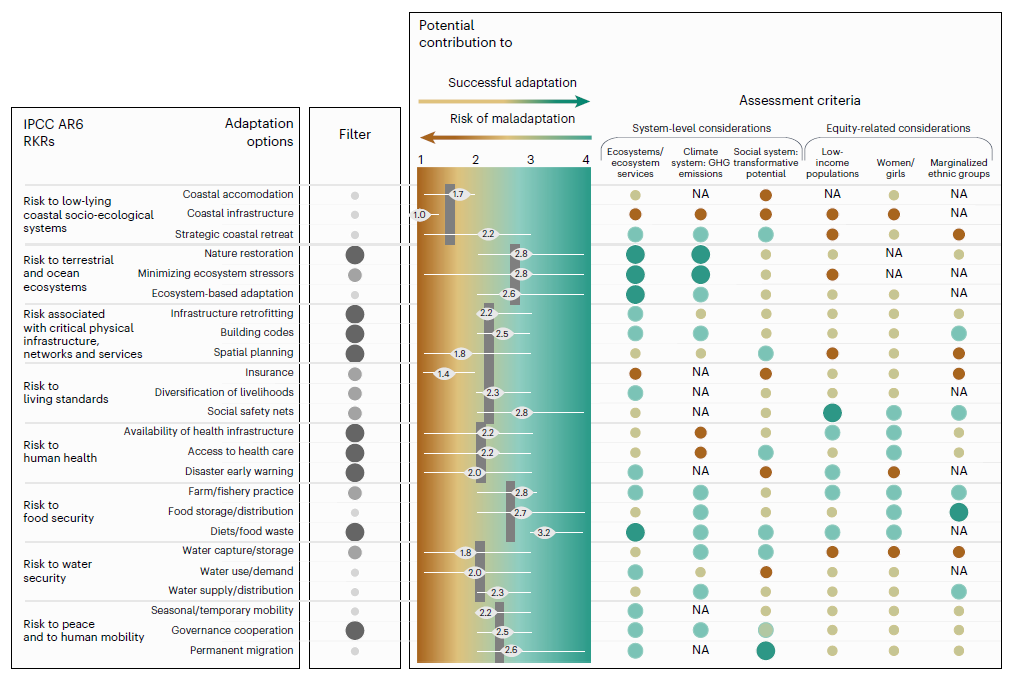 Potential
contribution to
Successful adaptation
Risk of maladaptation
1 2 3 4
IPCC AR6
RKRs
Adaptation
options
Filter
Assessment criteria
System-level considerations
Equity-related considerations
Ecosystems/
ecosystem
services
Climate
system: GHG
emissions
Social system:
transformative
potential
Low-
income
populations
Women/
girls
Marginalized
ethnic groups
Risk to low-lying
coastal socio-ecological
systems
Coastal accomodation 1.7 NA NA NA
Coastal infrastructure 1.0 NA
Strategic coastal retreat 2.2
Risk to terrestrial
and ocean
ecosystems
Nature restoration 2.8 NA
Minimizing ecosystem stressors 2.8 NA NA
Ecosystem-based adaptation 2.6 NA
Risk associated
with critical physical
infrastructure,
networks and services
Infrastructure retrofitting 2.2
Building codes 2.5
Spatial planning 1.8
Risk to
living standards
Insurance 1.4 NA
Diversification of livelihoods 2.3 NA NA
Social safety nets 2.8 NA
Risk to
human health
Availability of health infrastructure 2.2
Access to health care 2.2
Disaster early warning 2.0 NA NA
Risk to
food security
Farm/fishery practice 2.8
Food storage/distribution 2.7
Diets/food waste 3.2 NA
Risk to water
security
Water capture/storage 1.8
Water use/demand 2.0 NA
Water supply/distribution 2.3
Risk to peace
and to human mobility
Seasonal/temporary mobility 2.2 NA
Governance cooperation 2.5
Permanent migration 2.6 NA